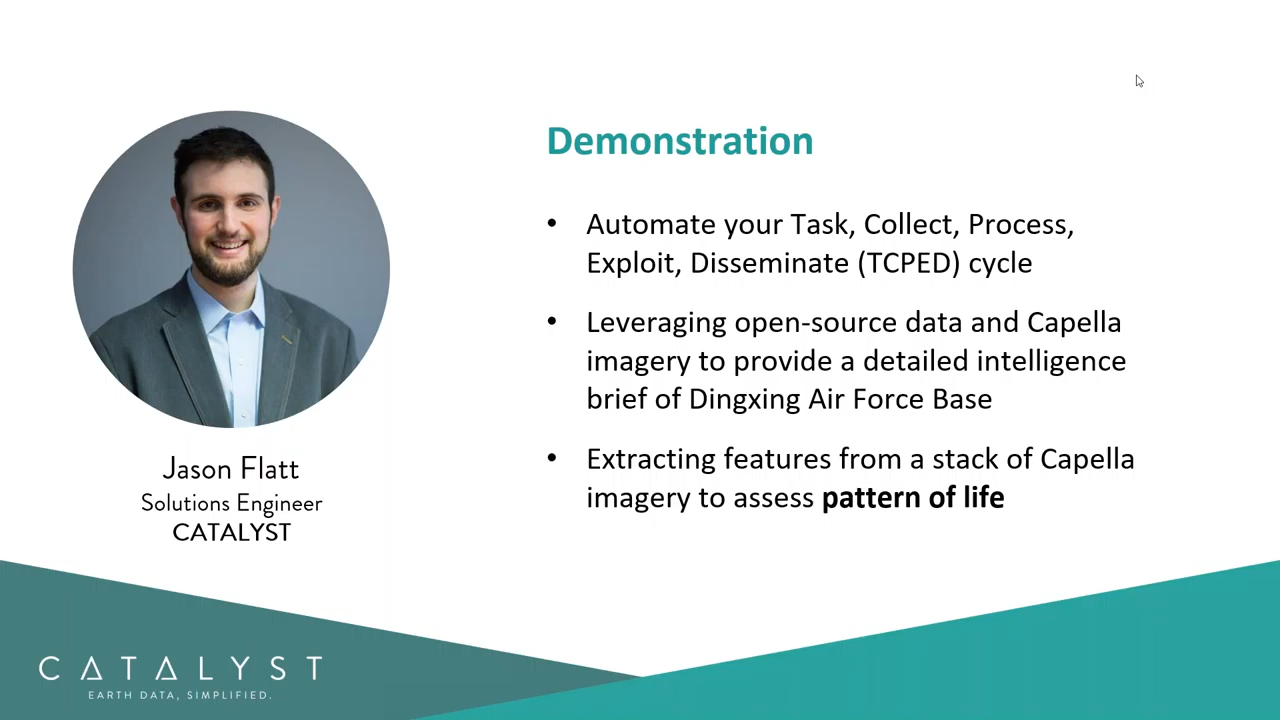 Demonstration
• Automate your Task, Collect, Process,
Exploit, Disseminate (TCPED) cycle
• Leveraging open-source data and Capella
imagery to provide a detailed intelligence
brief of Dingxing Air Force Base
• Extracting features from a stack of Capella
imagery to assess pattern of life
Jason Flatt
Solutions Engineer
CATALYST
CATALYST
EARTH DATA, SIMPLIFIED.